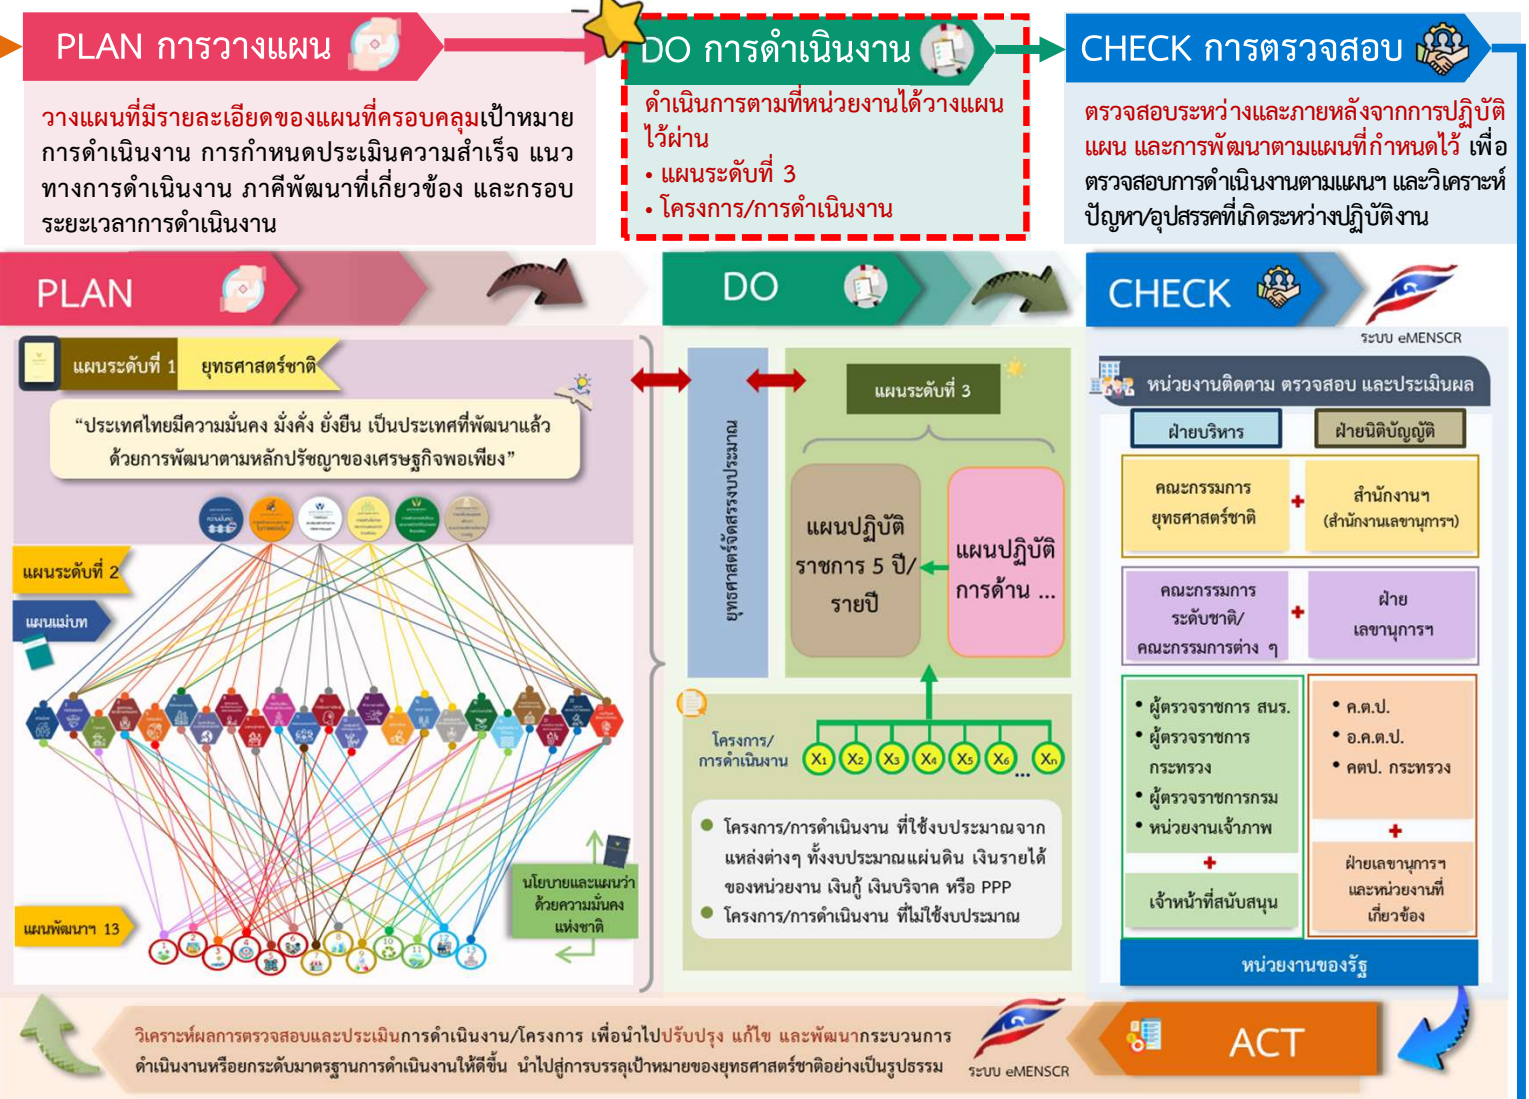 PLAN การวางแผน
วางแผนที่มีรายละเอียดของแผนที่ครอบคลุมเป้าหมาย
การดำเนินงาน การกำหนดประเมินความสำเร็จ แนว
ทางการดำเนินงาน ภาคีพัฒนาที่เกี่ยวข้อง และกรอบ
ระยะเวลาการดำเนินงาน
DO การดำเนินงาน
ดำเนินการตามที่หน่วยงานได้วางแผน
ไว้ผ่าน
• แผนระดับที่ 3
• โครงการ/การดำเนินงาน
CHECK การตรวจสอบ
ตรวจสอบระหว่างและภายหลังจากการปฏิบัติ
แผน และการพัฒนาตามแผนที่กำหนดไว้ เพื่อ
ตรวจสอบการดำเนินงานตามแผนฯ และวิเคราะห์
ปัญหา/อุปสรรคที่เกิดระหว่างปฏิบัติงาน
PLAN
แผนระดับที่ 1
ยุทธศาสตร์ชาติ
“ประเทศไทยมีความมั่นคง มั่งคั่ง ยั่งยืน เป็นประเทศที่พัฒนาแล้ว
ด้วยการพัฒนาตามหลักปรัชญาของเศรษฐกิจพอเพียง”
ความมั่นคง
แผนระดับที่ 2
แผนแม่บท
นโยบายและแผนว่า
ด้วยความมั่นคง
แห่งชาติ
แผนพัฒนาฯ 13
1
2
3
4
5
6
7
8
9
10
11
12
13
DO
ยุทธศาสตร์จัดสรรงบประมาณ
แผนระดับที่ 3
แผนปฏิบัติ
ราชการ 5 ปี/
รายปี
แผนปฏิบัติ
การด้าน ...
โครงการ/
การดำเนินงาน
X1 X2 X3 X4 X5 X6 ... Xn
โครงการ/การดำเนินงาน ที่ใช้งบประมาณจาก
แหล่งต่างๆ ทั้งงบประมาณแผ่นดิน เงินรายได้
ของหน่วยงาน เงินกู้ เงินบริจาค หรือ PPP
โครงการ/การดำเนินงาน ที่ไม่ใช้งบประมาณ
CHECK
ระบบ eMENSCR
หน่วยงานติดตาม ตรวจสอบ และประเมินผล
ฝ่ายบริหาร
ฝ่ายนิติบัญญัติ
คณะกรรมการ
ยุทธศาสตร์ชาติ
+
สำนักงานฯ
(สำนักงานเลขานุการฯ)
คณะกรรมการ
ระดับชาติ/
คณะกรรมการต่าง ๆ
+
ฝ่าย
เลขานุการฯ
• ผู้ตรวจราชการ สนร.
• ผู้ตรวจราชการ
กระทรวง
• ผู้ตรวจราชการกรม
• หน่วยงานเจ้าภาพ
+
เจ้าหน้าที่สนับสนุน
• ค.ต.ป.
• อ.ค.ต.ป.
• คตป. กระทรวง
+
ฝ่ายเลขานุการฯ
และหน่วยงานที่
เกี่ยวข้อง
หน่วยงานของรัฐ
วิเคราะห์ผลการตรวจสอบและประเมินการดำเนินงาน/โครงการ เพื่อนำไปปรับปรุง แก้ไข และพัฒนากระบวนการ
ดำเนินงานหรือยกระดับมาตรฐานการดำเนินงานให้ดีขึ้น นำไปสู่การบรรลุเป้าหมายของยุทธศาสตร์ชาติอย่างเป็นรูปธรรม
ระบบ eMENSCR
ACT